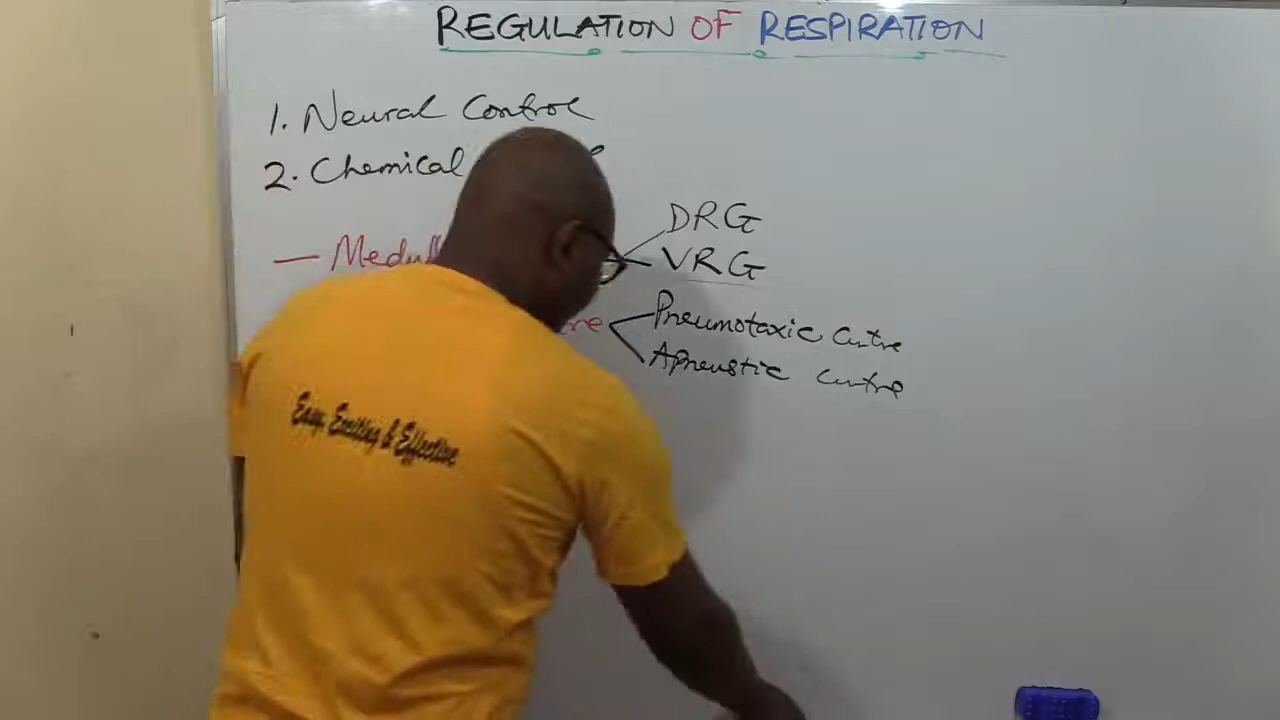 REGULATION OF RESPIRATION
1. Neural Control
2. Chemical
— Medull
DRG
VRG
Pneumotaxic Centre
Apneustic Centre
Easy, Exciting & Effective